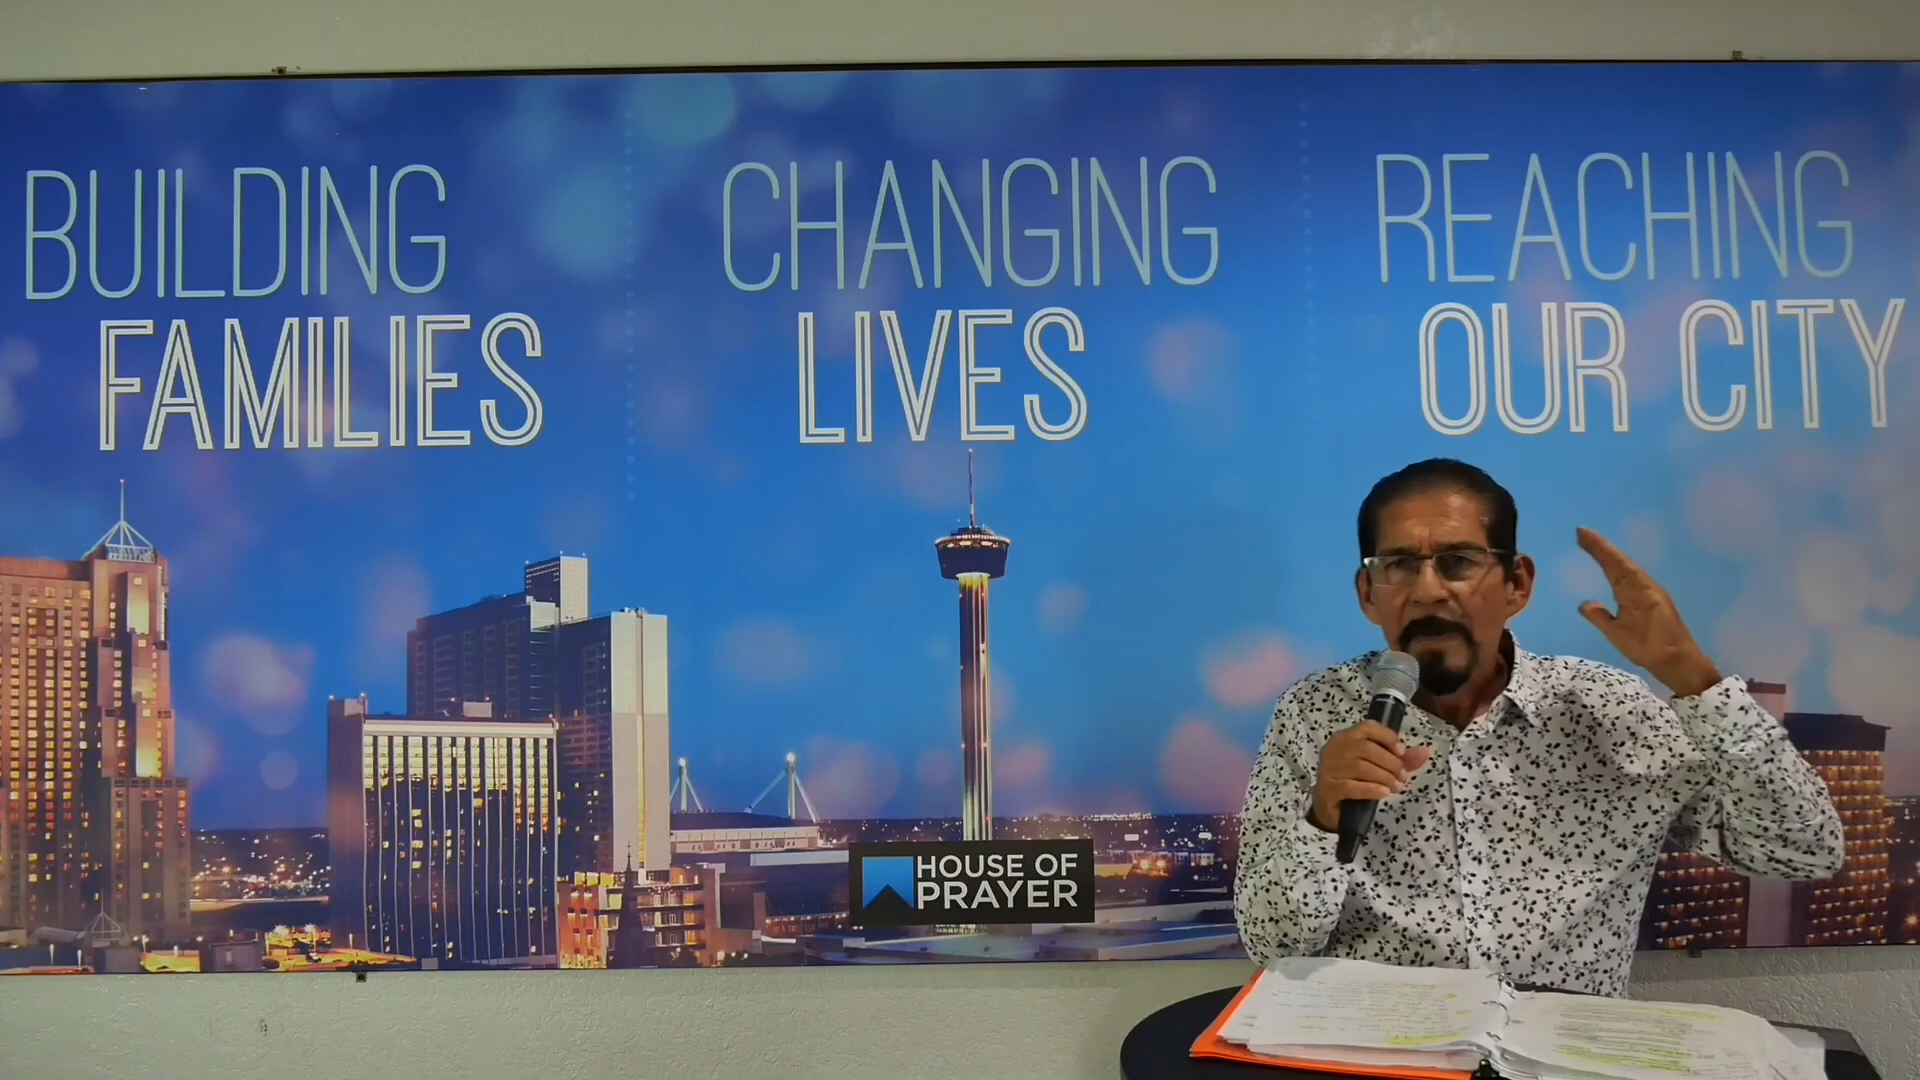 BUILDING
FAMILIES
CHANGING
LIVES
REACHING
OUR CITY
HOUSE OF
PRAYER